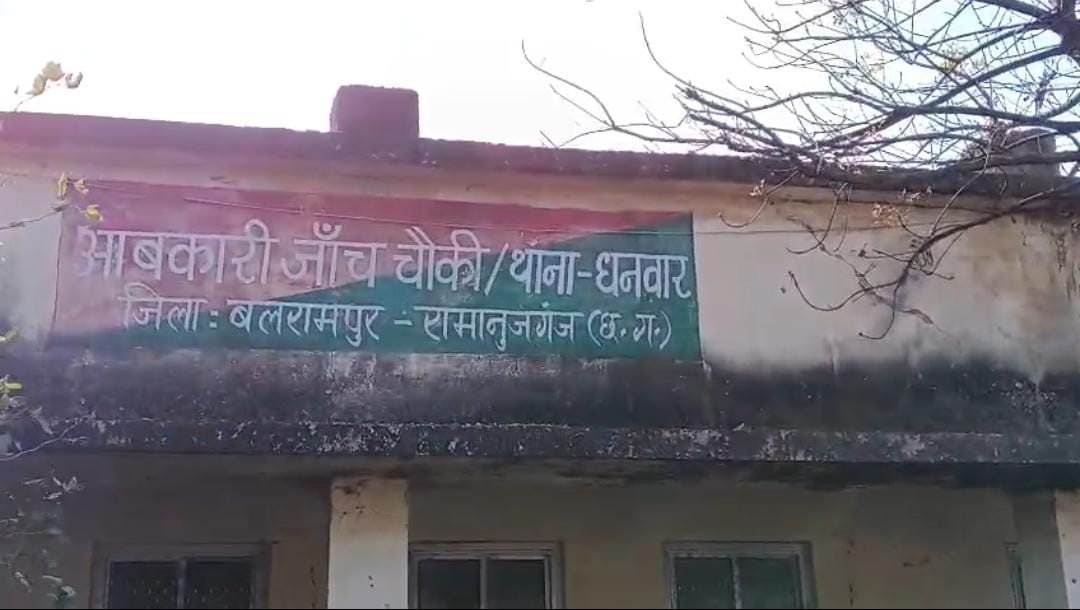 आबकारी जाँच चौकी/थाना-धनवार
जिला : बलरामपुर - रामानुजगंज (छ. ग.)